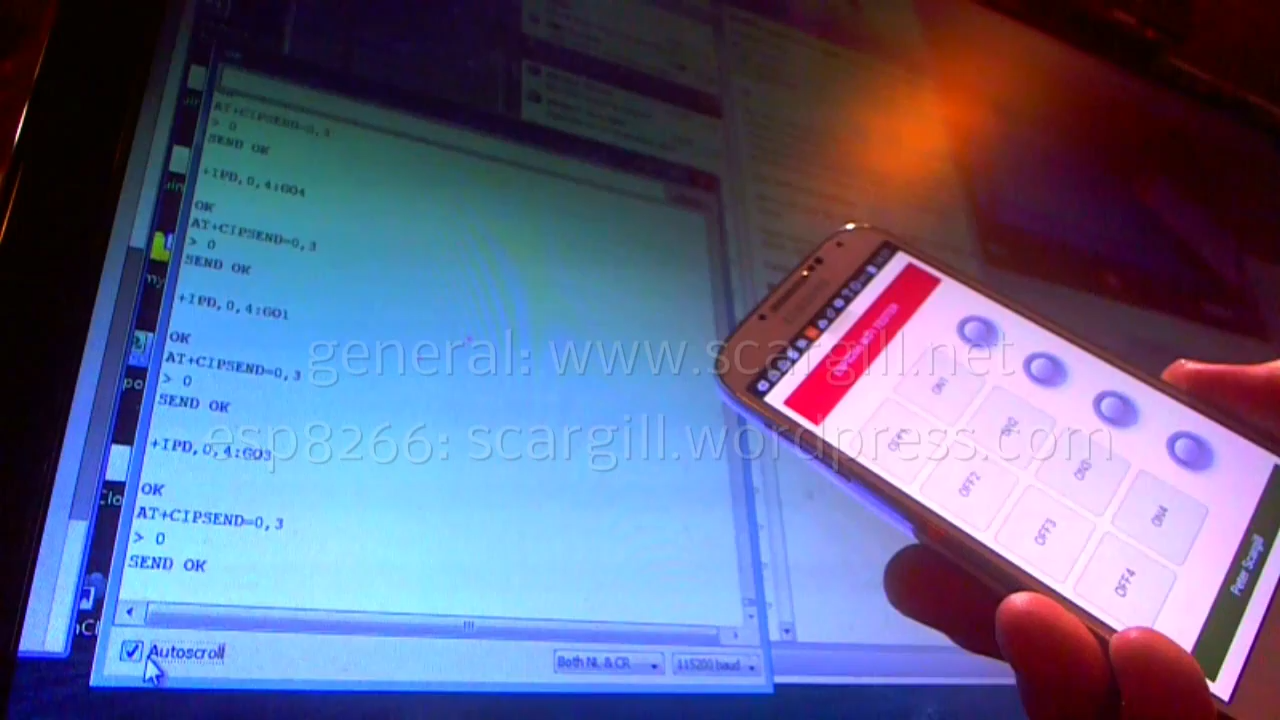 AT+CIPSEND=0,3
> 0
SEND OK
+IPD,0,4:GO4
OK
AT+CIPSEND=0,3
> 0
SEND OK
+IPD,0,4:GO1
OK
AT+CIPSEND=0,3
> 0
SEND OK
+IPD,0,4:GO3
OK
AT+CIPSEND=0,3
> 0
SEND OK
Autoscroll
Both NL & CR
115200 baud
general: www.scargill.net
esp8266: scargill.wordpress.com
ON1
OFF1
ON2
OFF2
ON3
OFF3
ON4
OFF4
Peter Scargill